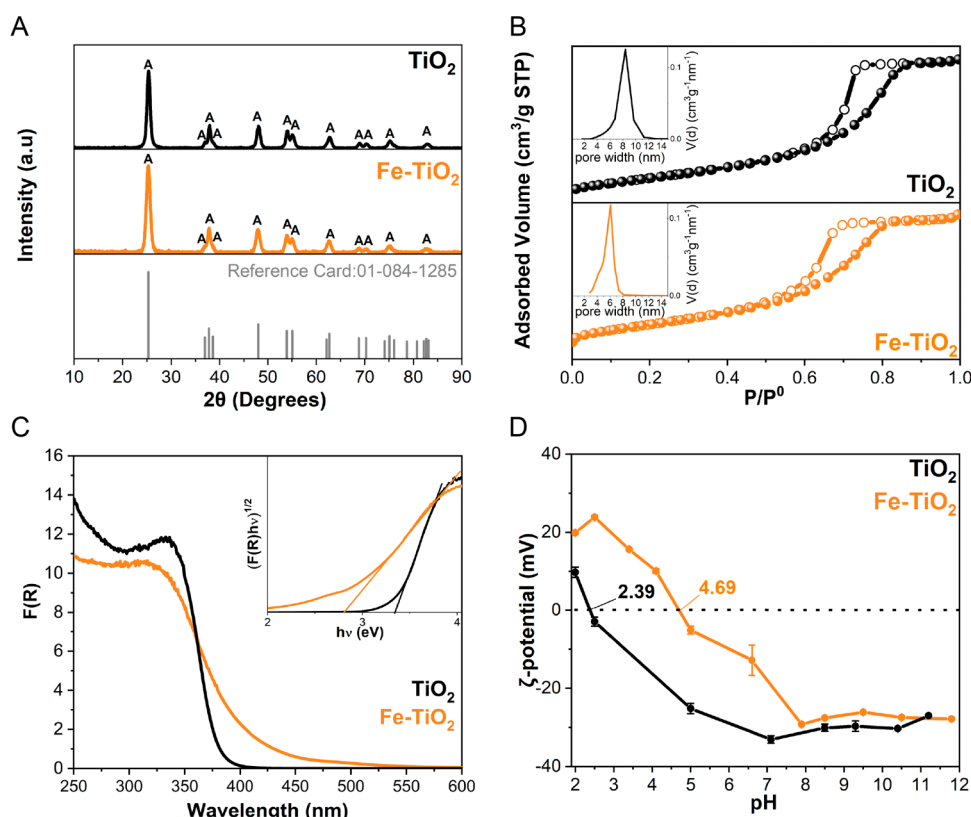 A
TiO2
A
A
A
A
A
A
A
A
A
A
A
Fe-TiO2
A
A
A
A
A
A
A
A
A
A
A
Reference Card:01-084-1285
Intensity (a.u)
10 20 30 40 50 60 70 80 90
2θ (Degrees)
B
Adsorbed Volume (cm3/g STP)
0.1
0.0
V(d) (cm3g-1nm-1)
2 4 6 8 10 12 14
pore width (nm)
TiO2
0.1
0.0
V(d) (cm3g-1nm-1)
2 4 6 8 10 12 14
pore width (nm)
Fe-TiO2
0.0 0.2 0.4 0.6 0.8 1.0
P/P0
C
16
14
12
10
8
6
4
2
0
F(R)
(F(R)hν)1/2
2 3 4
hν (eV)
TiO2
Fe-TiO2
250 300 350 400 450 500 550 600
Wavelength (nm)
D
40
20
0
-20
-40
ζ-potential (mV)
TiO2
Fe-TiO2
2.39
4.69
2 3 4 5 6 7 8 9 10 11 12
pH